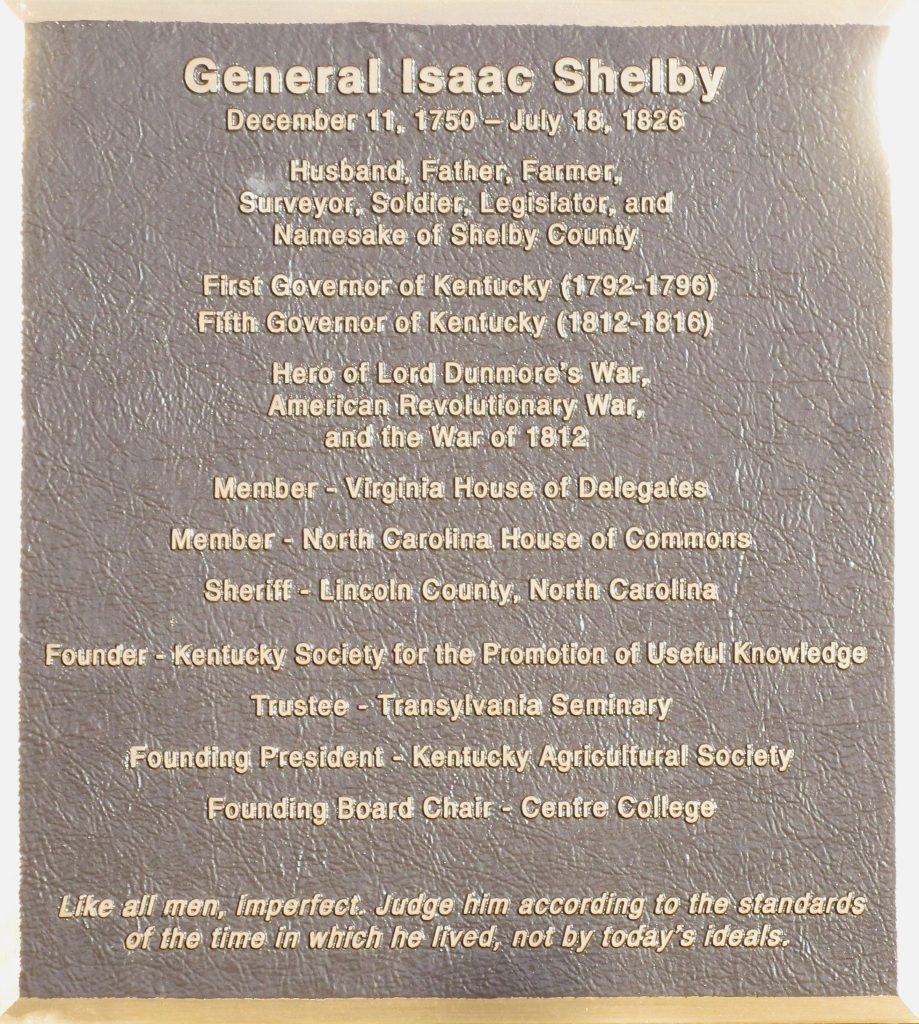 General Isaac Shelby
December 11, 1750 – July 18, 1826
Husband, Father, Farmer,
Surveyor, Soldier, Legislator, and
Namesake of Shelby County
First Governor of Kentucky (1792-1796)
Fifth Governor of Kentucky (1812-1816)
Hero of Lord Dunmore's War,
American Revolutionary War,
and the War of 1812
Member - Virginia House of Delegates
Member - North Carolina House of Commons
Sheriff - Lincoln County, North Carolina
Founder - Kentucky Society for the Promotion of Useful Knowledge
Trustee - Transylvania Seminary
Founding President - Kentucky Agricultural Society
Founding Board Chair - Centre College
Like all men, imperfect. Judge him according to the standards
of the time in which he lived, not by today's ideals.